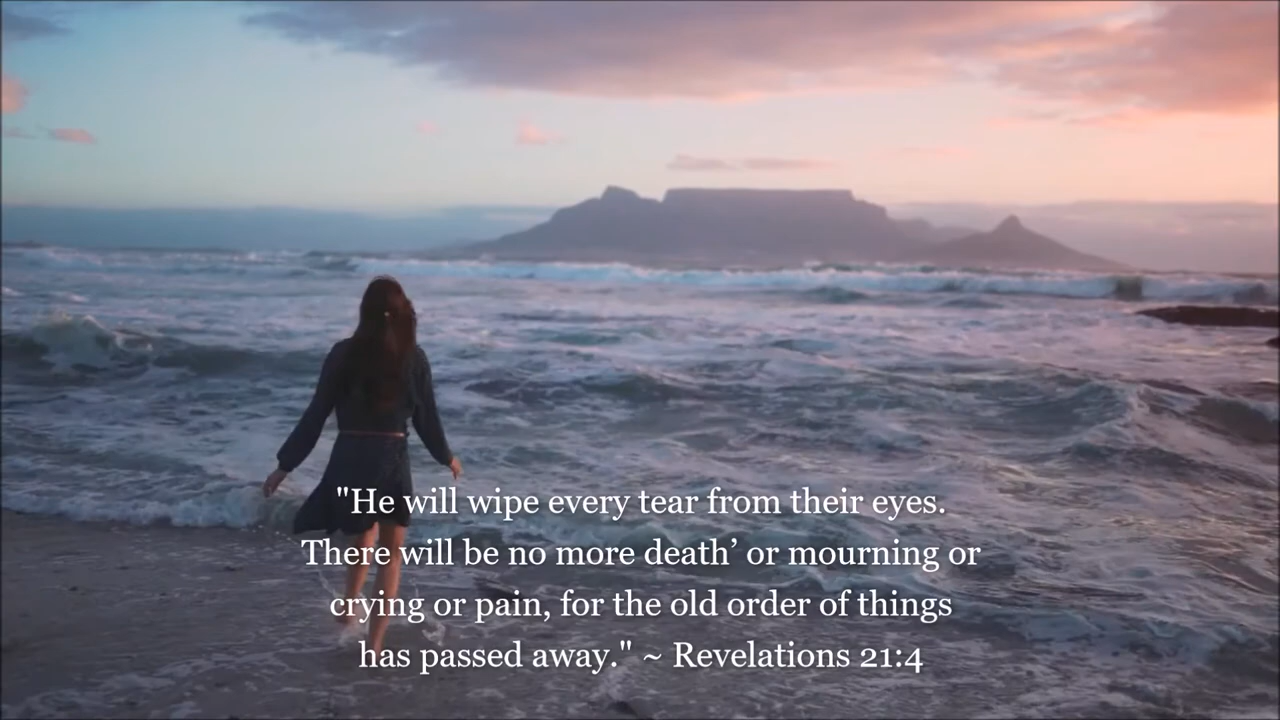 "He will wipe every tear from their eyes.
There will be no more death’ or mourning or
crying or pain, for the old order of things
has passed away." ~ Revelations 21:4